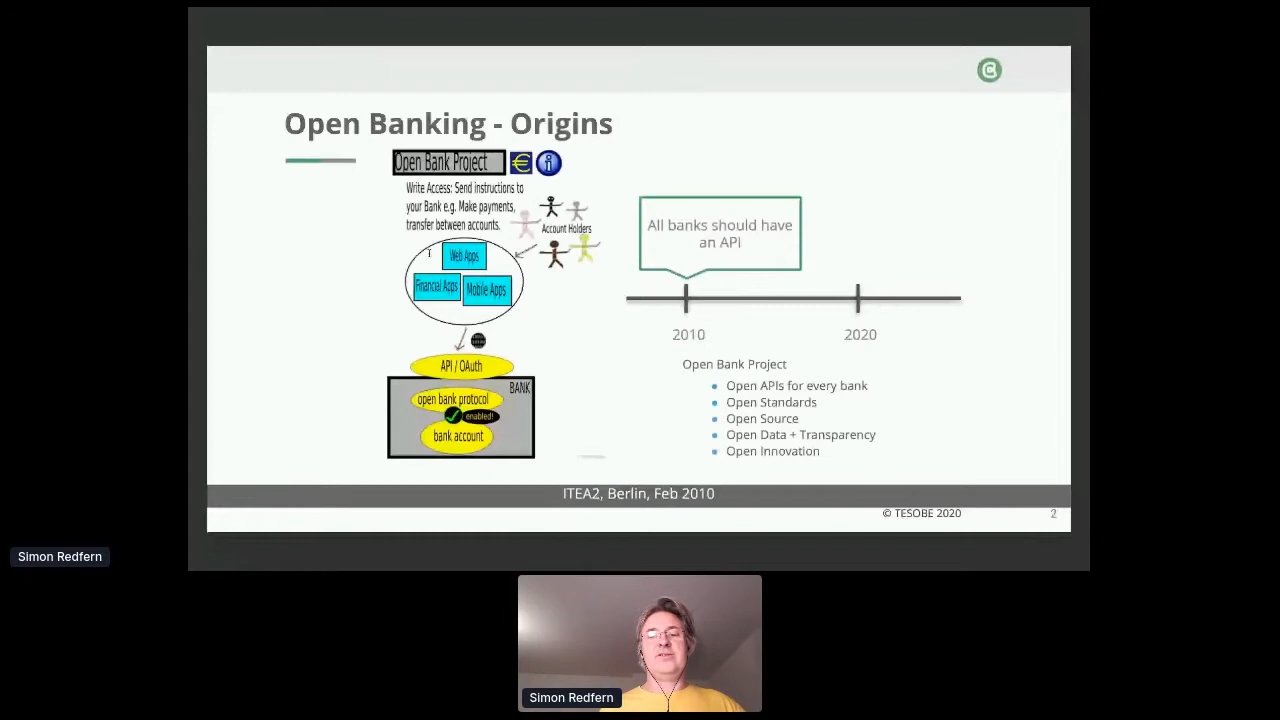 Open Banking - Origins
Open Bank Project
Write Access: Send instructions to
your Bank e.g. Make payments,
transfer between accounts.
Account Holders
Web Apps
Financial Apps
Mobile Apps
API / OAuth
BANK
open bank protocol
enabled!
bank account
All banks should have
an API
2010
2020
Open Bank Project
Open APIs for every bank
Open Standards
Open Source
Open Data + Transparency
Open Innovation
ITEA2, Berlin, Feb 2010
© TESOBE 2020
2
Simon Redfern
Simon Redfern